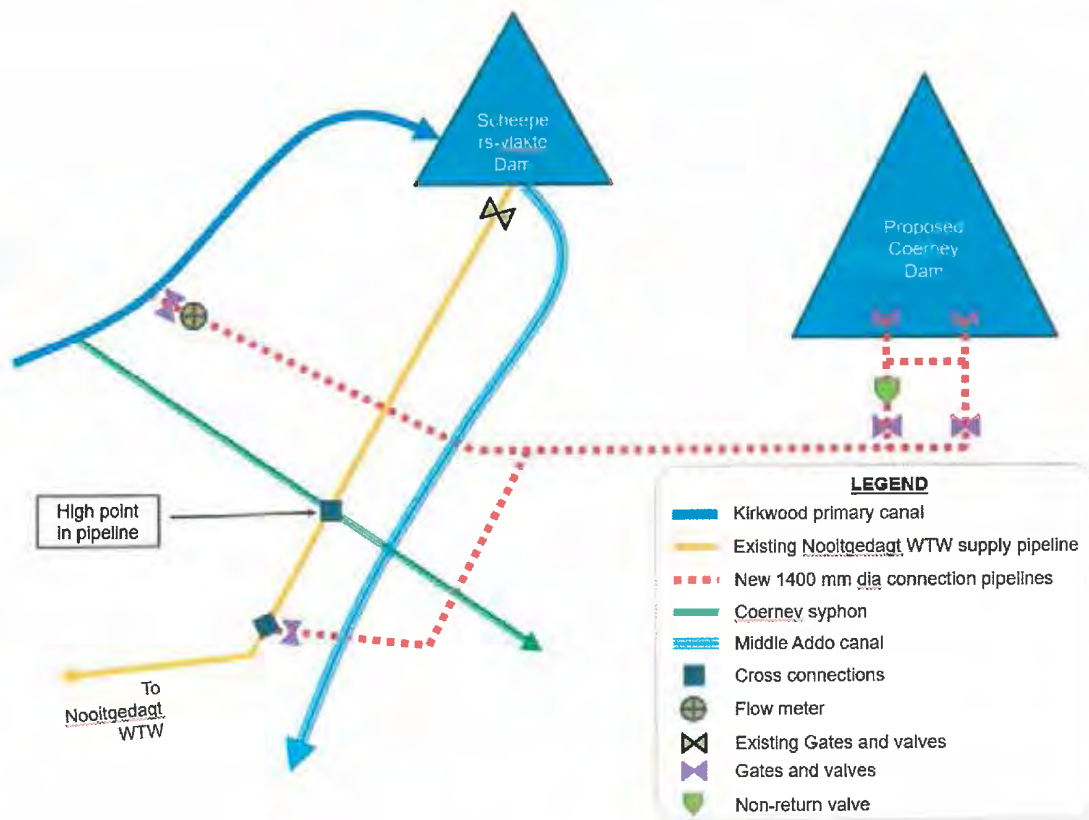 Scheepe
rs-vlakte
Dam
Proposed
Coerney
Dam
High point
in pipeline
To
Nooitgedagt
WTW
LEGEND
Kirkwood primary canal
Existing Nooitgedagt WTW supply pipeline
New 1400 mm dia connection pipelines
Coerney syphon
Middle Addo canal
Cross connections
Flow meter
Existing Gates and valves
Gates and valves
Non-return valve